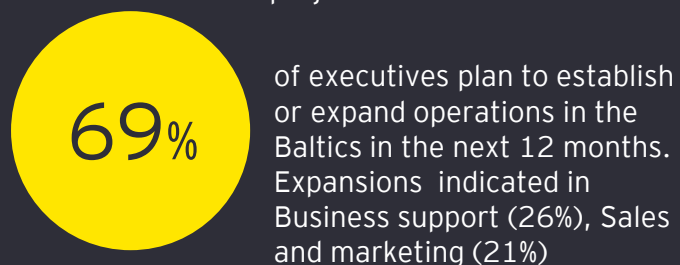 69%
of executives plan to establish
or expand operations in the
Baltics in the next 12 months.
Expansions indicated in
Business support (26%), Sales
and marketing (21%)